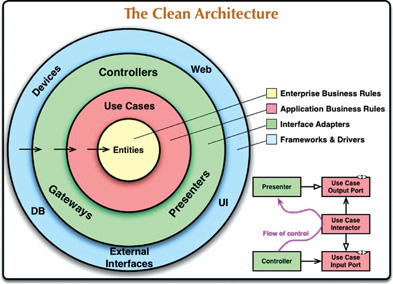 The Clean Architecture
Devices
Controllers
Web
Use Cases
Entities
DB
Gateways
Presenters
UI
External
Interfaces
Enterprise Business Rules
Application Business Rules
Interface Adapters
Frameworks & Drivers
Presenter
Use Case
Output Port
<I>
Flow of control
Use Case
Interactor
Controller
Use Case
Input Port
<I>